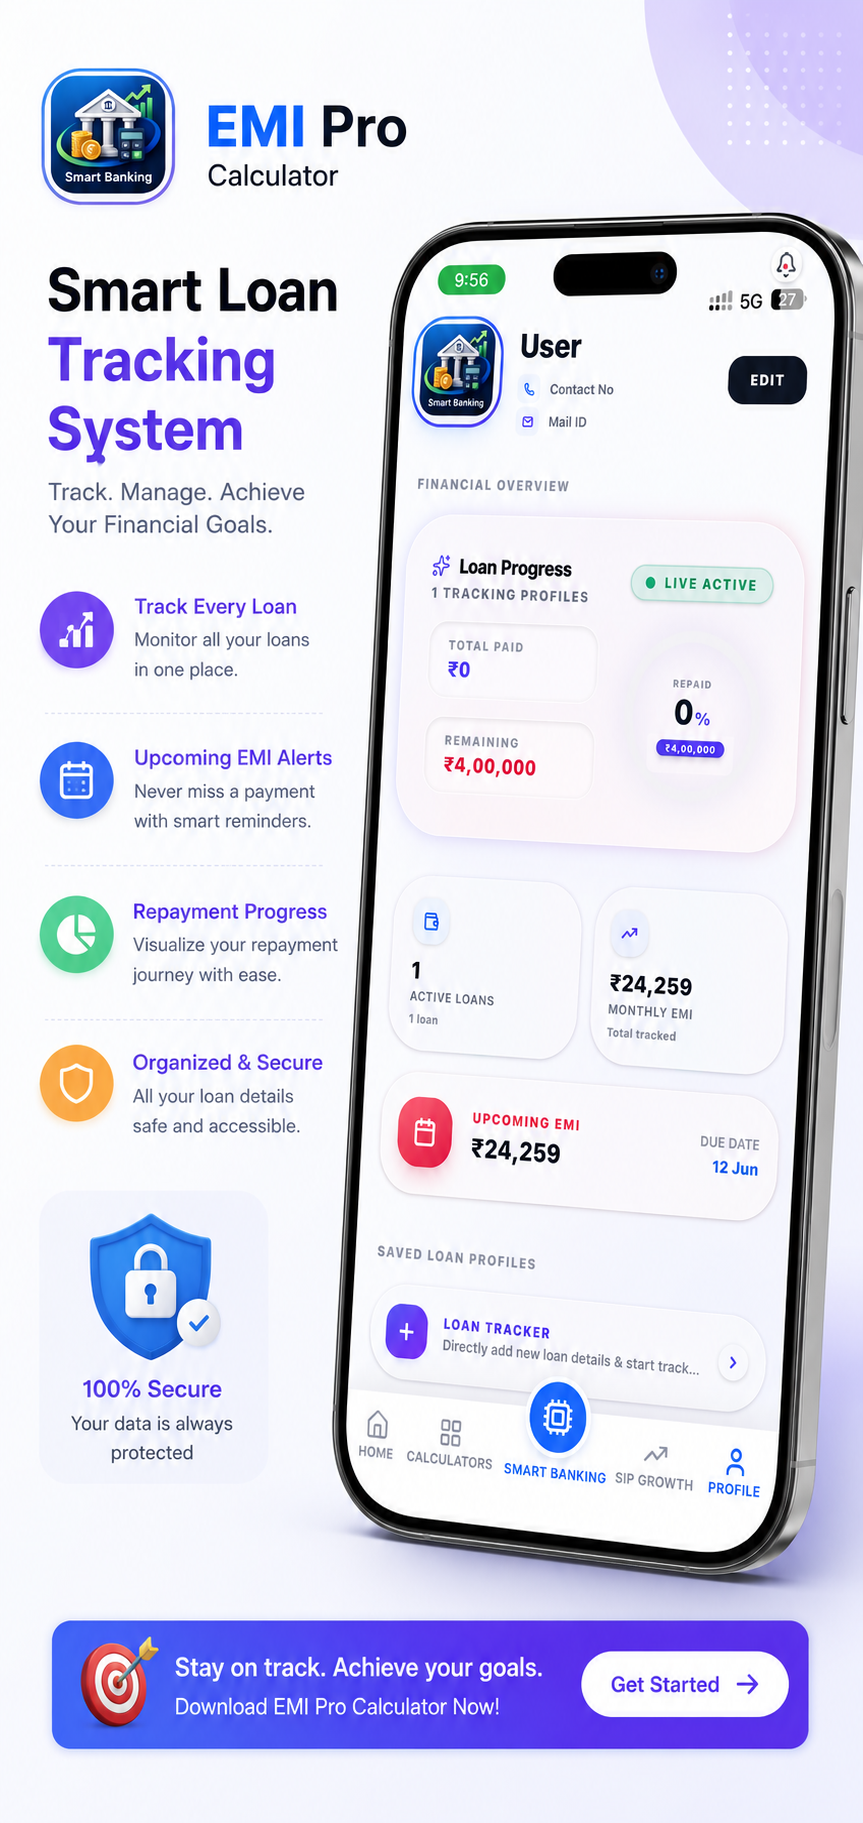 Smart Banking
EMI Pro
Calculator
Smart Loan
Tracking
System
Track. Manage. Achieve
Your Financial Goals.
Track Every Loan
Monitor all your loans
in one place.
Upcoming EMI Alerts
Never miss a payment
with smart reminders.
Repayment Progress
Visualize your repayment
journey with ease.
Organized & Secure
All your loan details
safe and accessible.
100% Secure
Your data is always
protected
9:56
5G 27
Smart Banking
User
Contact No
Mail ID
EDIT
FINANCIAL OVERVIEW
Loan Progress
1 TRACKING PROFILES
LIVE ACTIVE
TOTAL PAID
₹0
REMAINING
₹4,00,000
REPAID
0%
₹4,00,000
1
ACTIVE LOANS
1 loan
₹24,259
MONTHLY EMI
Total tracked
UPCOMING EMI
₹24,259
DUE DATE
12 Jun
SAVED LOAN PROFILES
LOAN TRACKER
Directly add new loan details & start track...
HOME
CALCULATORS
SMART BANKING
SIP GROWTH
PROFILE
Stay on track. Achieve your goals.
Download EMI Pro Calculator Now!
Get Started